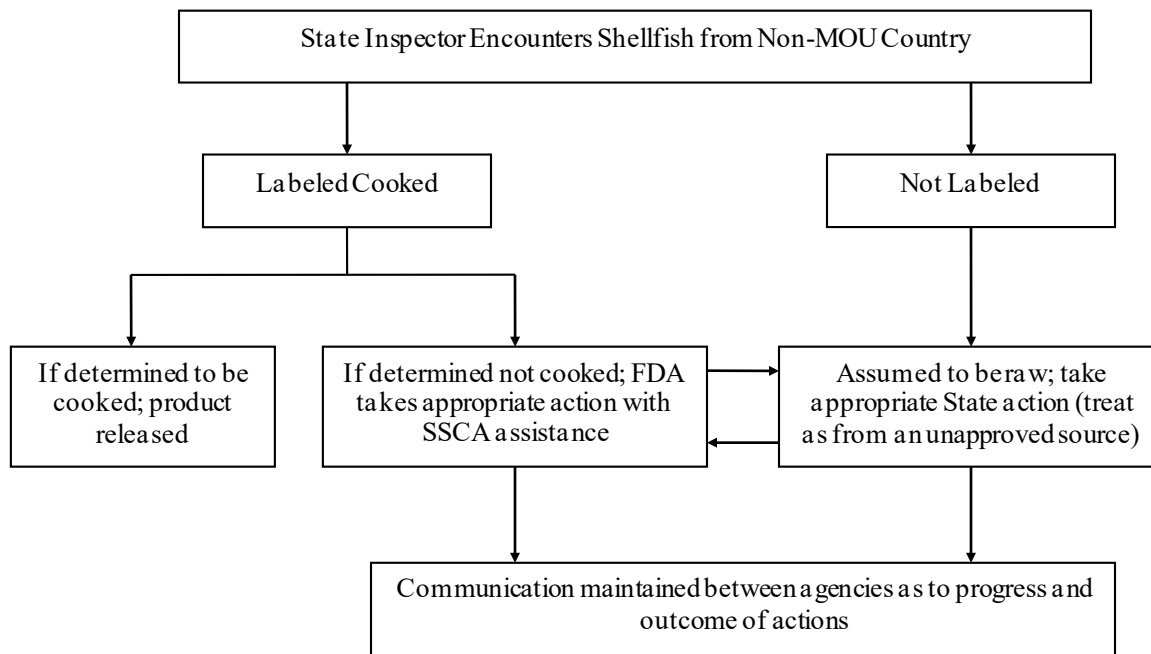 State Inspector Encounters Shellfish from Non-MOU Country
Labeled Cooked
Not Labeled
If determined to be
cooked; product
released
If determined not cooked; FDA
takes appropriate action with
SSCA assistance
Assumed to be raw; take
appropriate State action (treat
as from an unapproved source)
Communication maintained between agencies as to progress and
outcome of actions